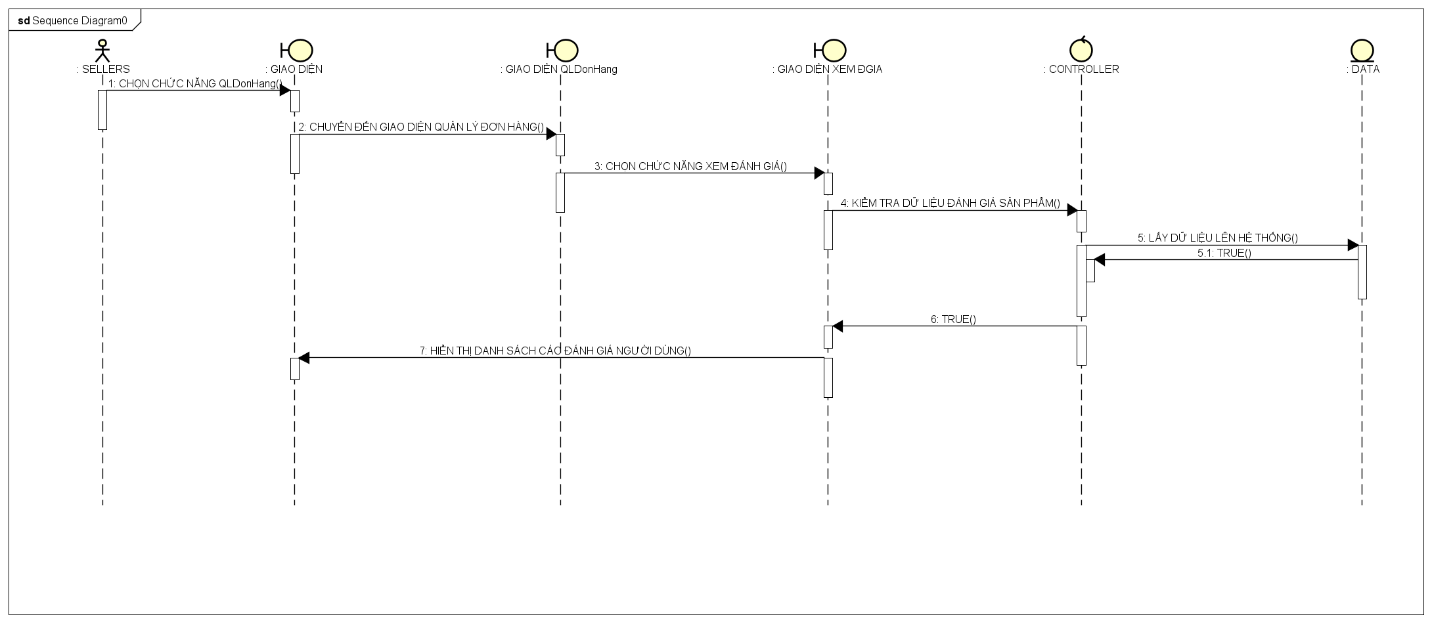 sd Sequence Diagram0
: SELLERS
: GIAO DIỆN
: GIAO DIỆN QLDonHang
: GIAO DIỆN XEM ĐGIA
: CONTROLLER
: DATA
1: CHỌN CHỨC NĂNG QLDonHang()
2: CHUYỂN ĐẾN GIAO DIỆN QUẢN LÝ ĐƠN HÀNG()
3: CHỌN CHỨC NĂNG XEM ĐÁNH GIÁ()
4: KIỂM TRA DỮ LIỆU ĐÁNH GIÁ SẢN PHẨM()
5: LẤY DỮ LIỆU LÊN HỆ THỐNG()
5.1: TRUE()
6: TRUE()
7: HIỂN THỊ DANH SÁCH CÁC ĐÁNH GIÁ NGƯỜI DÙNG()